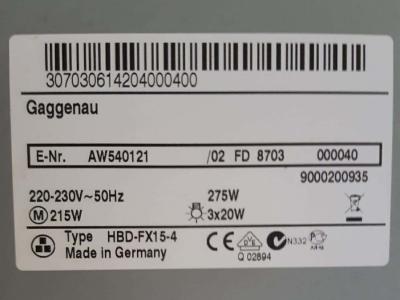 307030614204000400
Gaggenau
E-Nr. AW540121 /02 FD 8703 000040
9000200935
220-230V~50Hz 275W
M 215W 3x20W
Type HBD-FX15-4 CE N332
Made in Germany Q 02894